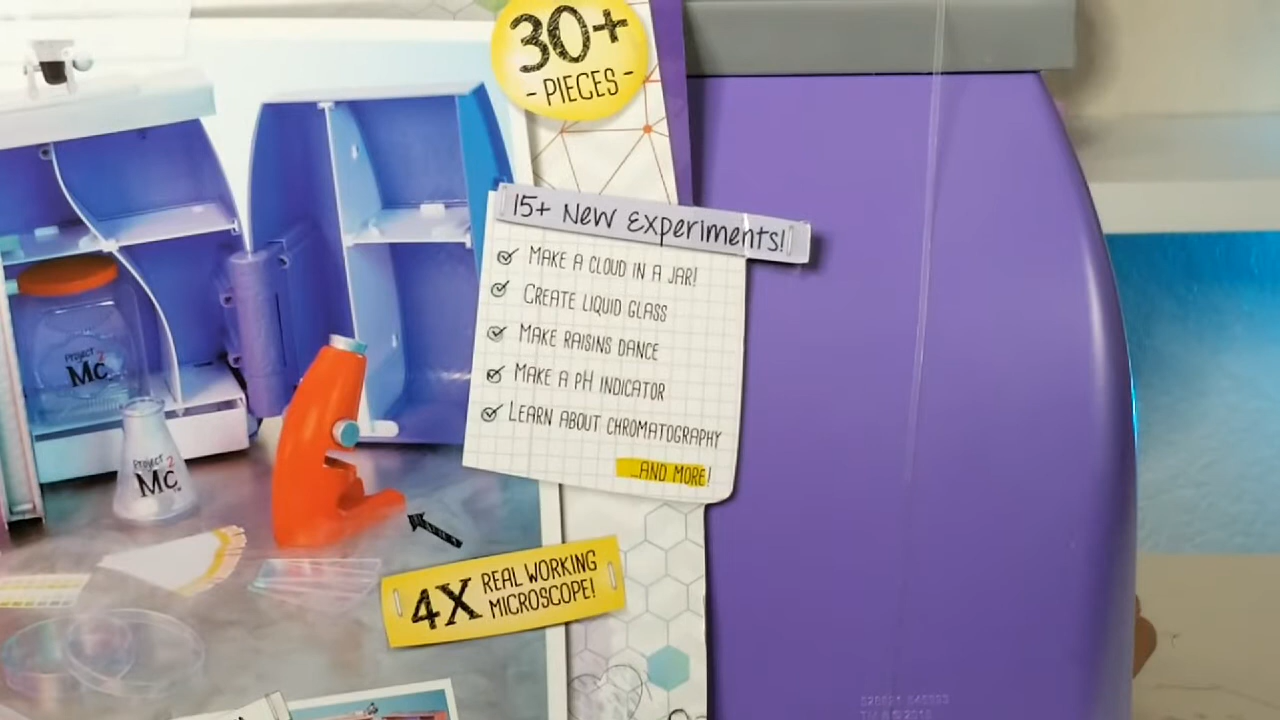 30+
- PIECES -
15+ New Experiments!
MAKE A CLOUD IN A JAR!
CREATE LIQUID GLASS
MAKE RAISINS DANCE
MAKE A pH INDICATOR
LEARN ABOUT CHROMATOGRAPHY
...AND MORE!
Project
Mc2
Project
Mc2
4X REAL WORKING
MICROSCOPE!